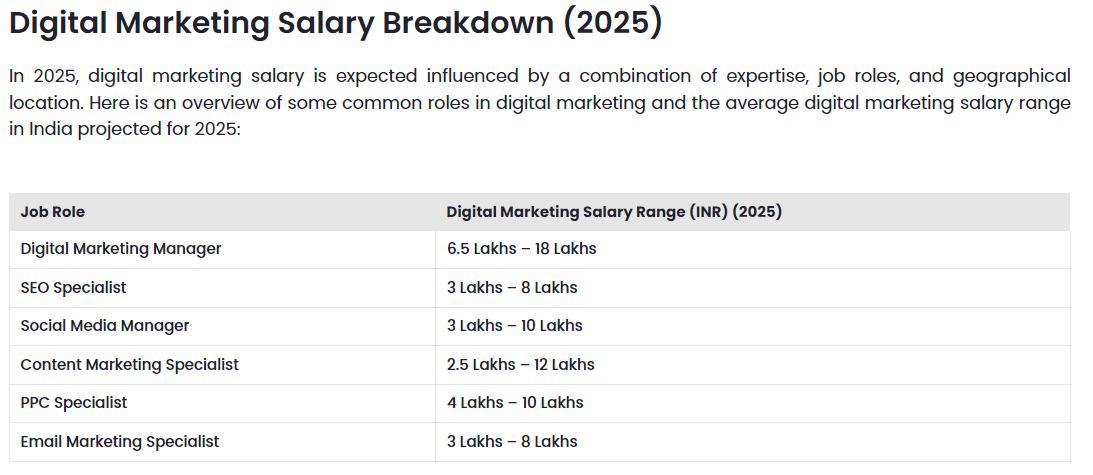 Digital Marketing Salary Breakdown (2025)
In 2025, digital marketing salary is expected influenced by a combination of expertise, job roles, and geographical
location. Here is an overview of some common roles in digital marketing and the average digital marketing salary range
in India projected for 2025:
Job Role Digital Marketing Salary Range (INR) (2025)
Digital Marketing Manager 6.5 Lakhs – 18 Lakhs
SEO Specialist 3 Lakhs – 8 Lakhs
Social Media Manager 3 Lakhs – 10 Lakhs
Content Marketing Specialist 2.5 Lakhs – 12 Lakhs
PPC Specialist 4 Lakhs – 10 Lakhs
Email Marketing Specialist 3 Lakhs – 8 Lakhs